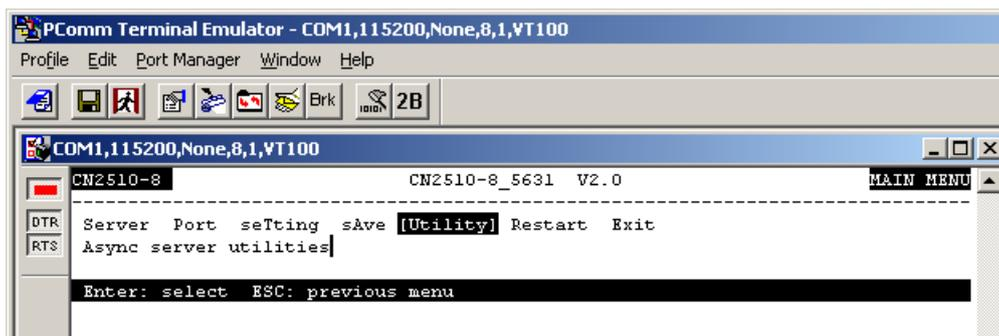 PComm Terminal Emulator - COM1,115200,None,8,1,VT100
Profile Edit Port Manager Window Help
Brk 2B
COM1,115200,None,8,1,VT100
CN2510-8 CN2510-8_5631 V2.0 MAIN MENU
DTR Server Port seTting sAve [Utility] Restart Exit
RTS Async server utilities
Enter: select ESC: previous menu